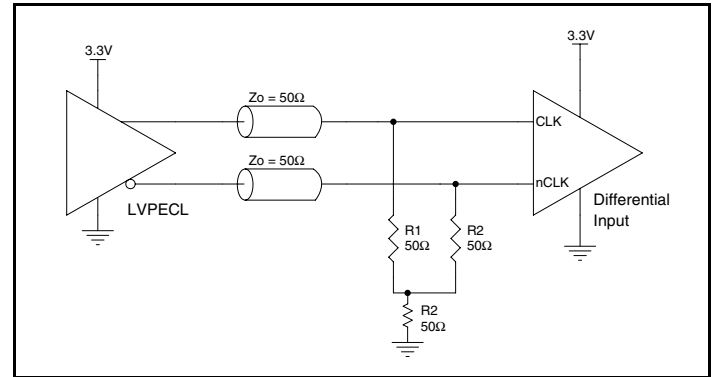 3.3V
3.3V
Zo = 50Ω
CLK
Zo = 50Ω
nCLK
LVPECL
Differential
Input
R1
50Ω
R2
50Ω
R2
50Ω